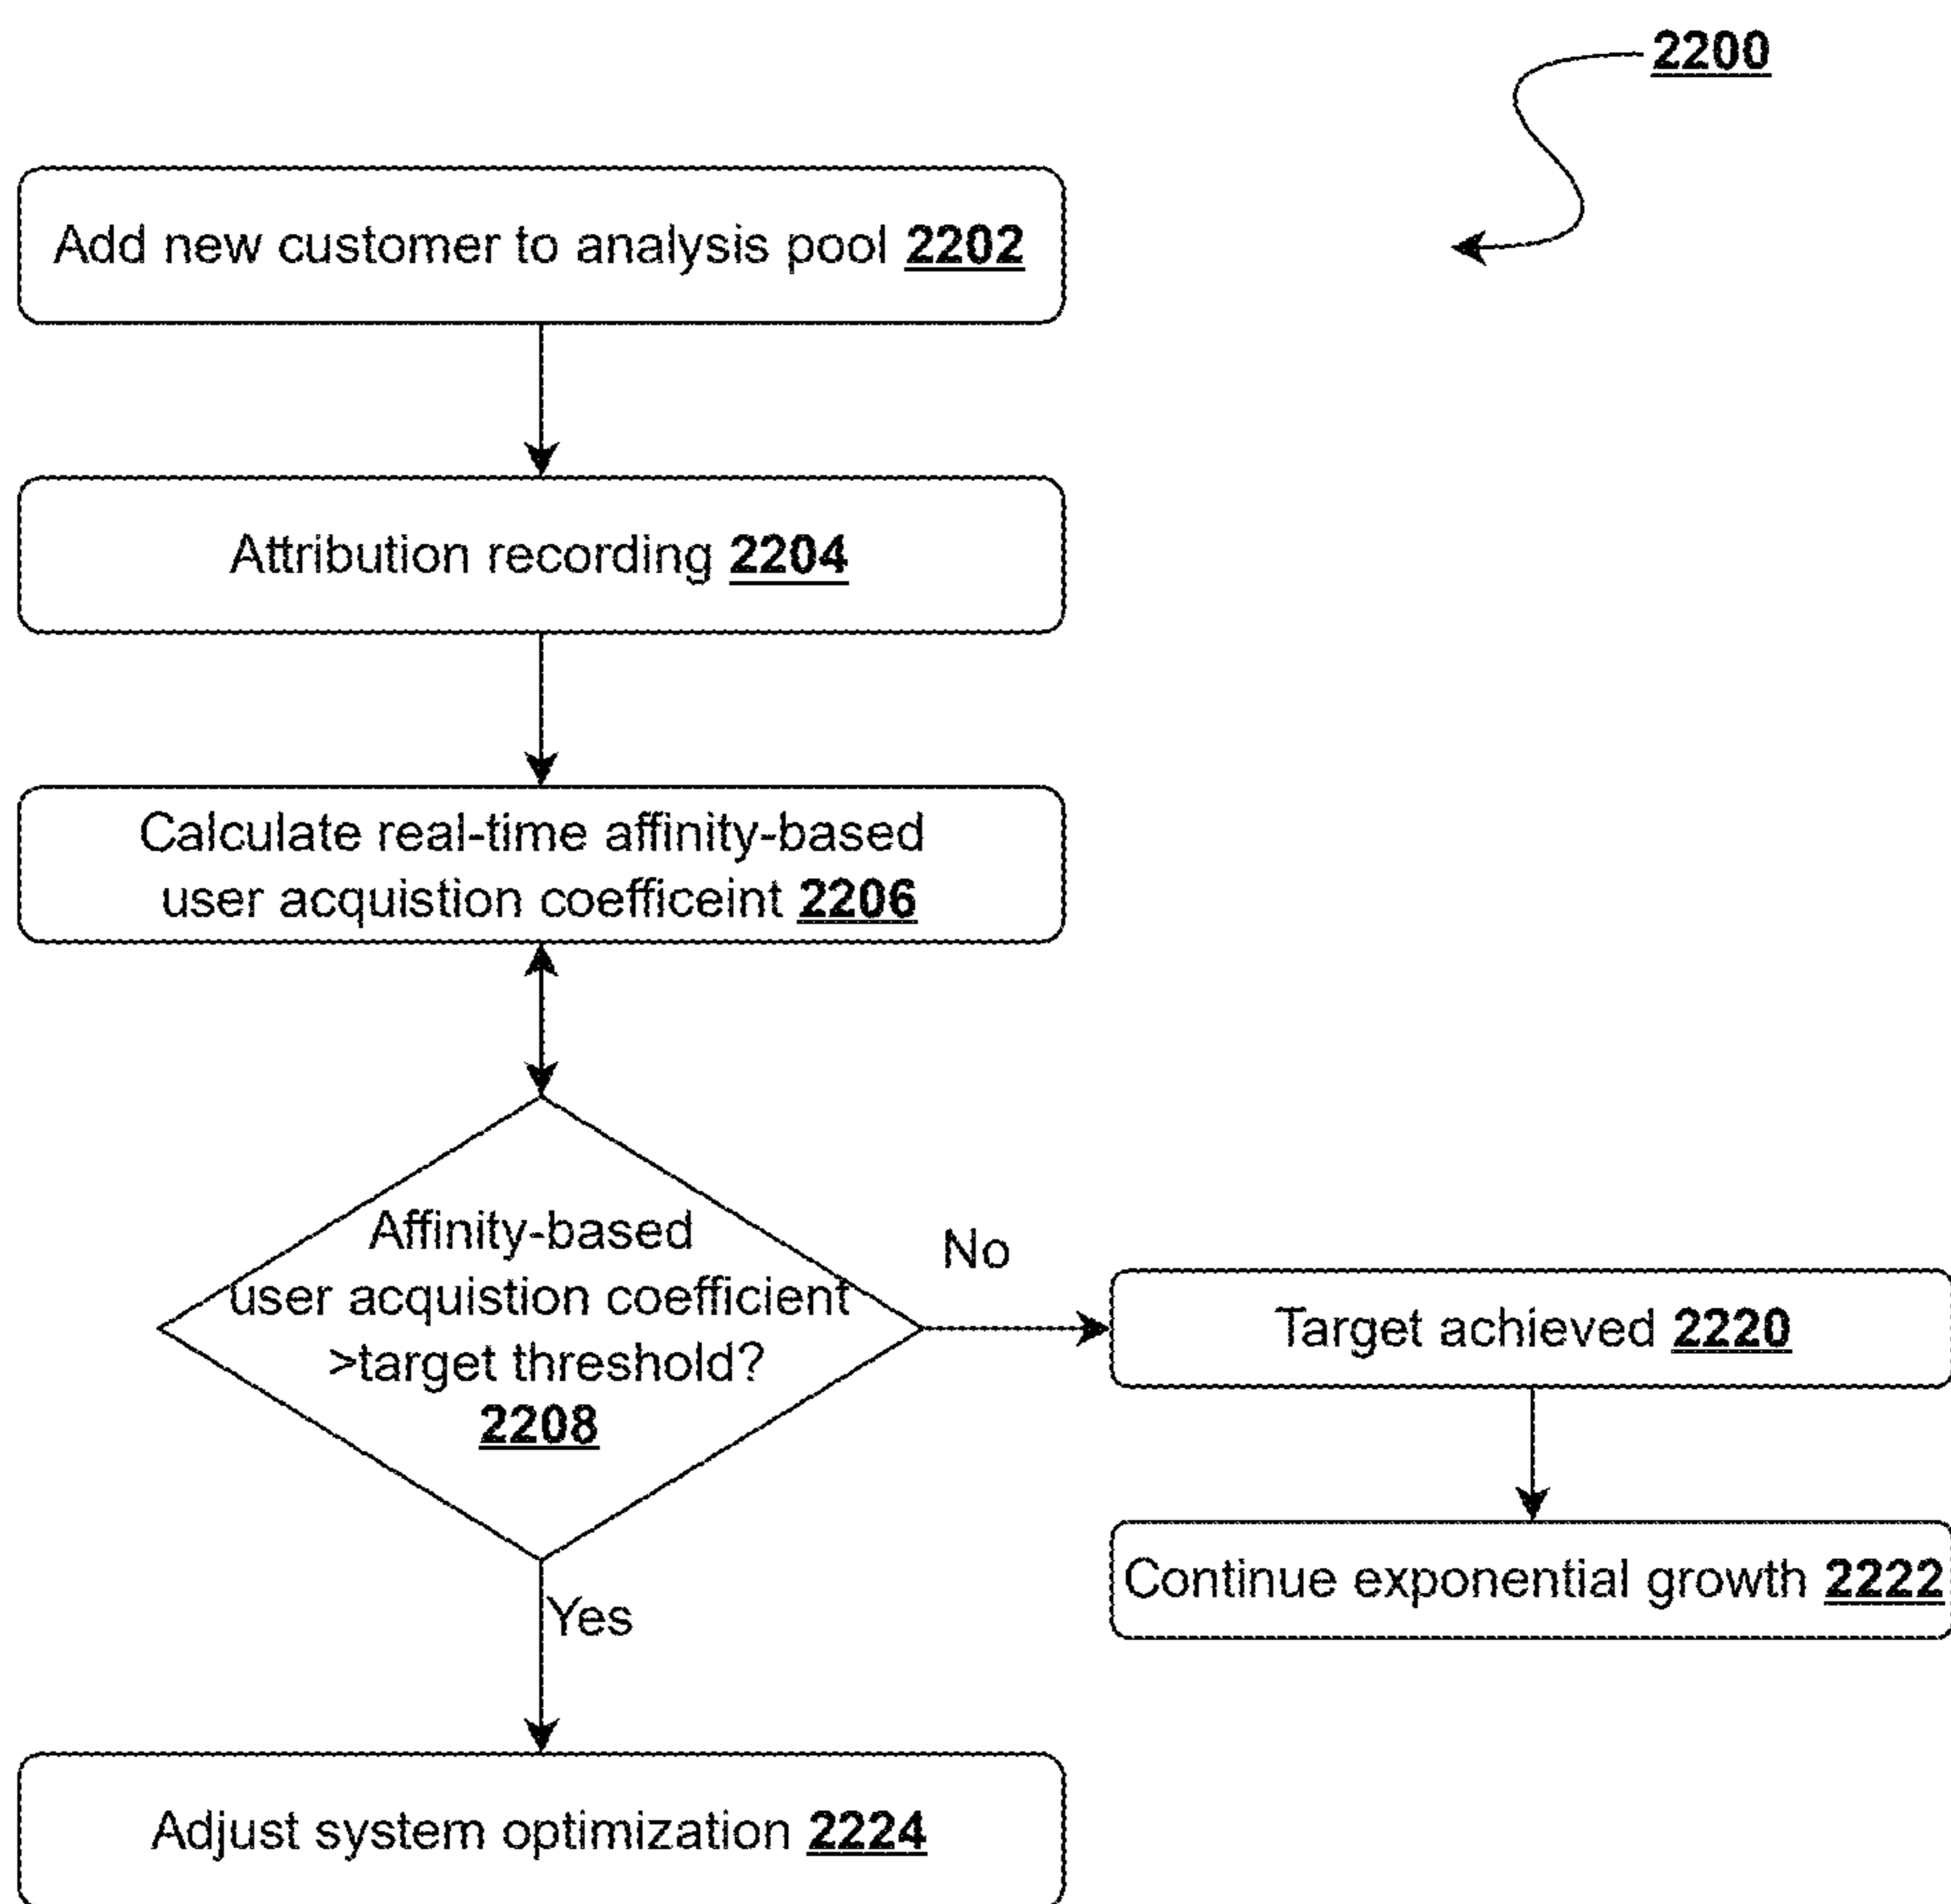 2200
Add new customer to analysis pool 2202
Attribution recording 2204
Calculate real-time affinity-based
user acquistion coefficeint 2206
Affinity-based
user acquistion coefficient
>target threshold?
2208
No
Target achieved 2220
Continue exponential growth 2222
Yes
Adjust system optimization 2224